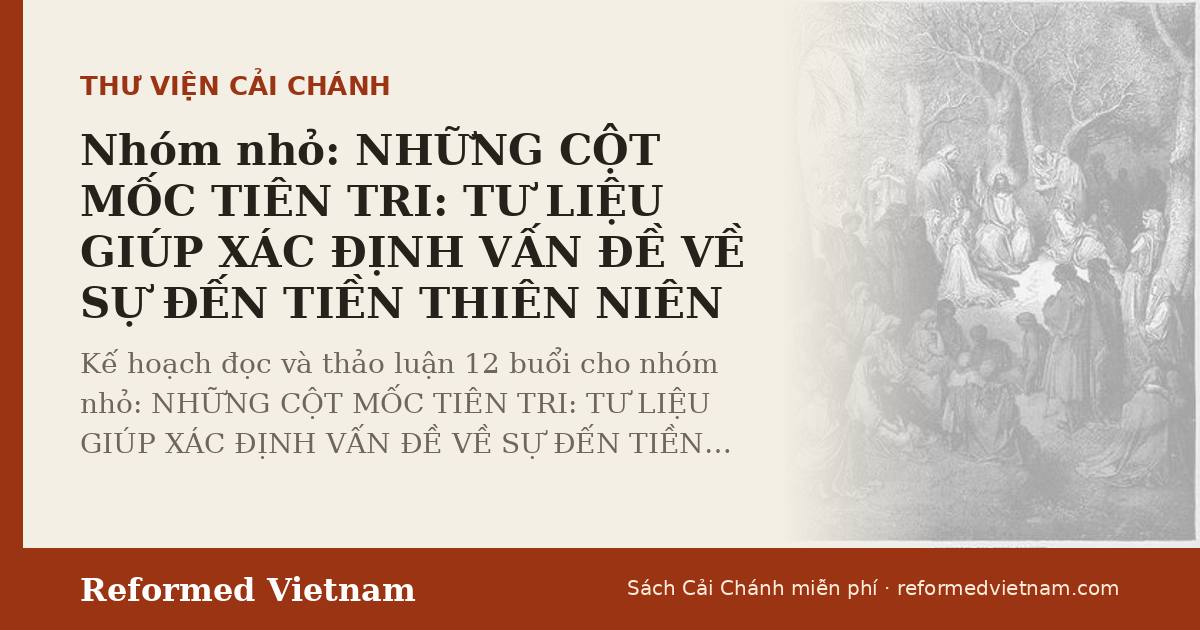 THƯ VIỆN CẢI CHÁNH
Nhóm nhỏ: NHỮNG CỘT
MỐC TIÊN TRI: TƯ LIỆU
GIÚP XÁC ĐỊNH VẤN ĐỀ VỀ
SỰ ĐẾN TIỀN THIÊN NIÊN
Kế hoạch đọc và thảo luận 12 buổi cho nhóm
nhỏ: NHỮNG CỘT MỐC TIÊN TRI: TƯ LIỆU
GIÚP XÁC ĐỊNH VẤN ĐỀ VỀ SỰ ĐẾN TIỀN…
Reformed Vietnam
Sách Cải Chánh miễn phí · reformedvietnam.com